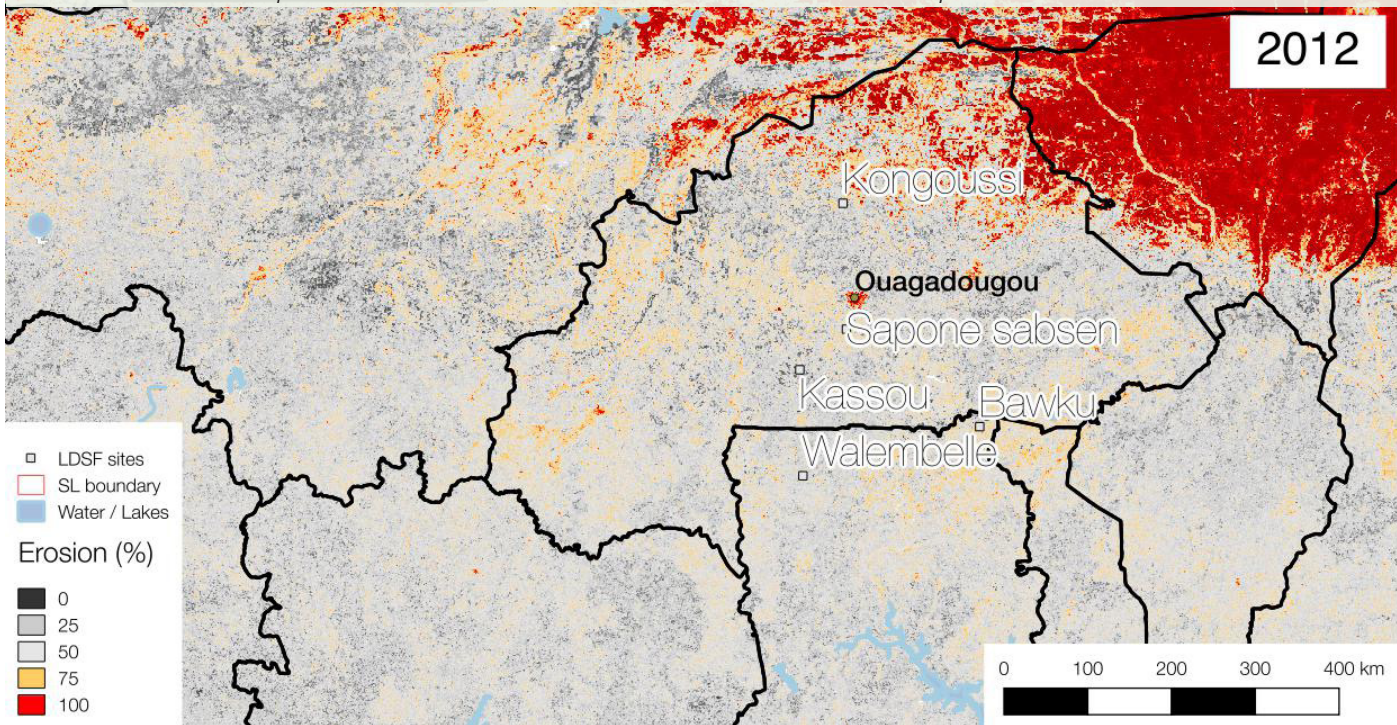 2012
Kongoussi
Ouagadougou
Sapone sabsen
Kassou
Bawku
Walembelle
LDSF sites
SL boundary
Water / Lakes
Erosion (%)
0
25
50
75
100
0 100 200 300 400 km